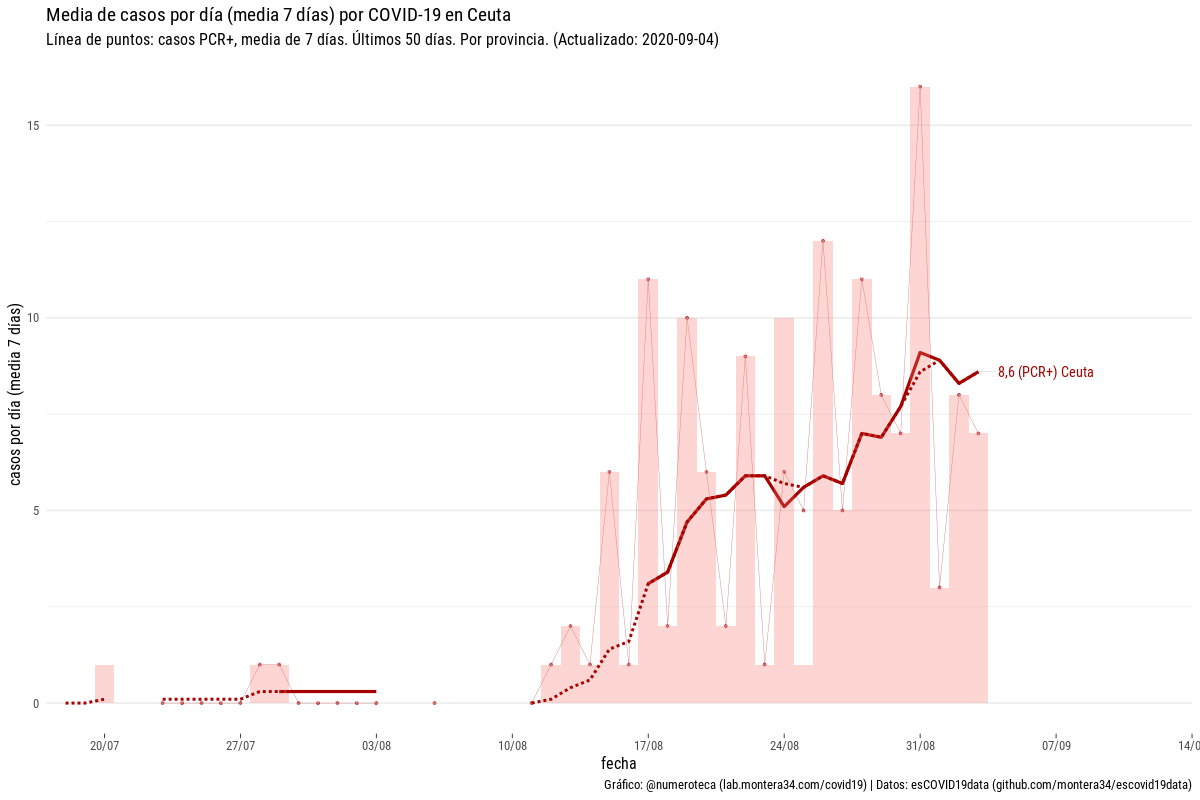 Media de casos por día (media 7 días) por COVID-19 en Ceuta
Línea de puntos: casos PCR+, media de 7 días. Últimos 50 días. Por provincia. (Actualizado: 2020-09-04)
casos por día (media 7 días)
15
10
5
0
8,6 (PCR+) Ceuta
20/07
27/07
03/08
10/08
17/08
24/08
31/08
07/09
14/0
fecha
Gráfico: @numeroteca (lab.montera34.com/covid19) | Datos: esCOVID19data (github.com/montera34/escovid19data)